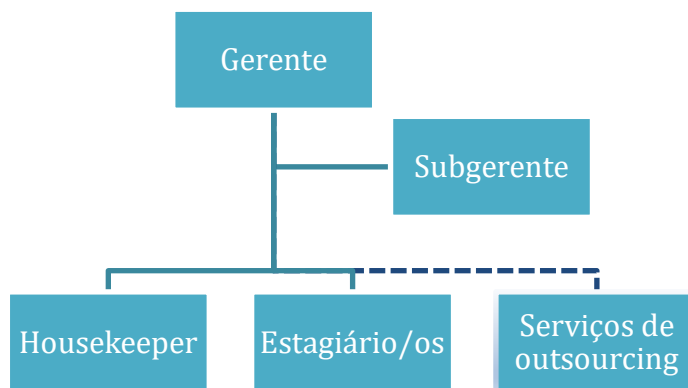 Gerente
Subgerente
Housekeeper
Estagiário/os
Serviços de
outsourcing